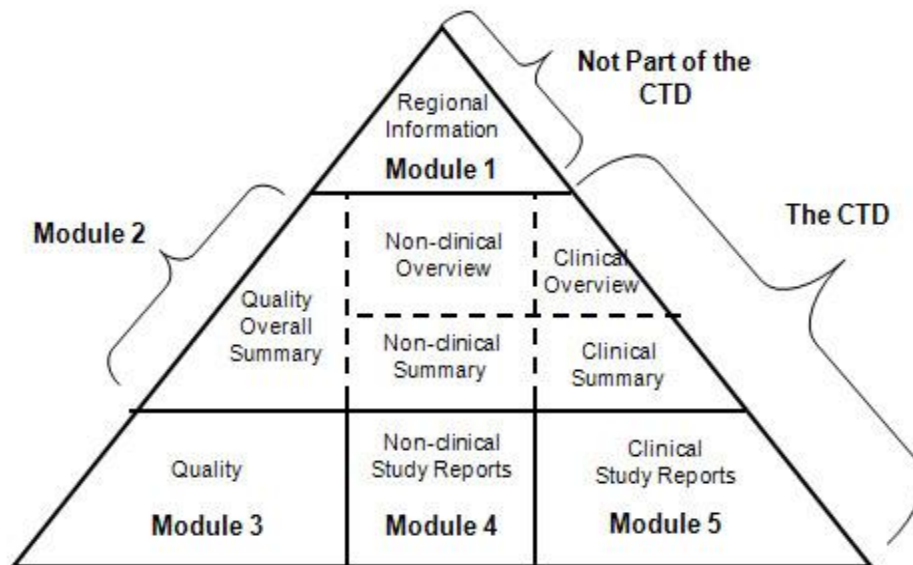 Not Part of the
CTD
Regional
Information
Module 1
Module 2
The CTD
Non-clinical
Overview
Clinical
Overview
Quality
Overall
Summary
Non-clinical
Summary
Clinical
Summary
Quality
Module 3
Non-clinical
Study Reports
Module 4
Clinical
Study Reports
Module 5